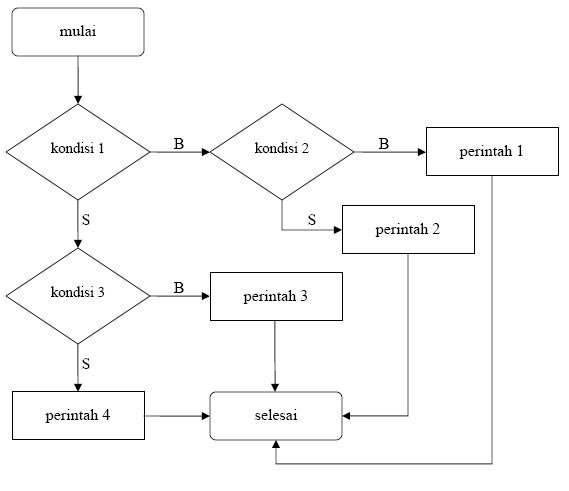 mulai
kondisi 1
B
kondisi 2
B
perintah 1
S
S
perintah 2
kondisi 3
B
perintah 3
S
perintah 4
selesai